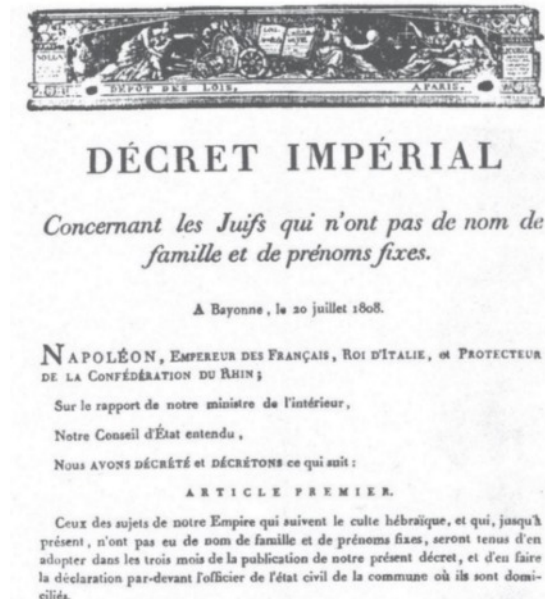 DÉPÔT DES LOIS, A PARIS.
DÉCRET IMPÉRIAL
Concernant les Juifs qui n'ont pas de nom de
famille et de prénoms fixes.
A Bayonne, le 20 juillet 1808.
NAPOLÉON, EMPEREUR DES FRANÇAIS, ROI D'ITALIE, et PROTECTEUR
DE LA CONFÉDÉRATION DU RHIN;
Sur le rapport de notre ministre de l'intérieur,
Notre Conseil d'État entendu,
NOUS AVONS DÉCRÉTÉ et DÉCRÉTONS ce qui suit:
ARTICLE PREMIER.
Ceux des sujets de notre Empire qui suivent le culte hébraïque, et qui, jusqu'à
présent, n'ont pas eu de nom de famille et de prénoms fixes, seront tenus d'en
adopter dans les trois mois de la publication de notre présent décret, et d'en faire
la déclaration par-devant l'officier de l'état civil de la commune où ils sont domi-
ciliés.